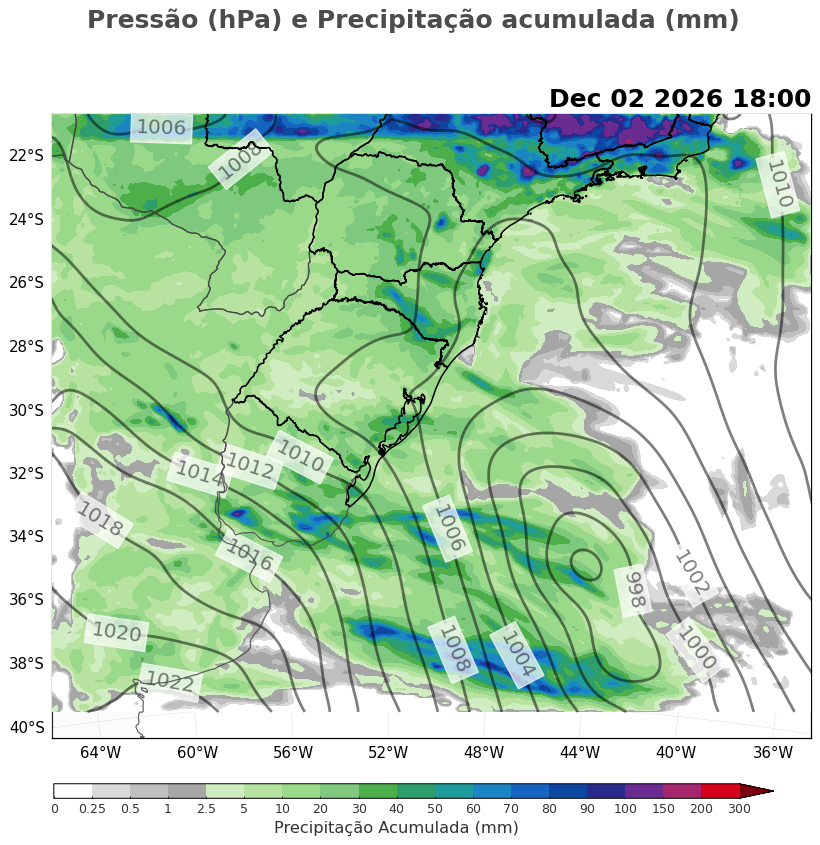 Pressão (hPa) e Precipitação acumulada (mm)
Dec 02 2026 18:00
1006
1008
1010
22°S
24°S
26°S
28°S
30°S
32°S
34°S
36°S
38°S
40°S
1010
1012
1014
1018
1016
1006
1002
998
1020
1008
1004
1000
1022
64°W 60°W 56°W 52°W 48°W 44°W 40°W 36°W
0 0.25 0.5 1 2.5 5 10 20 30 40 50 60 70 80 90 100 150 200 300
Precipitação Acumulada (mm)